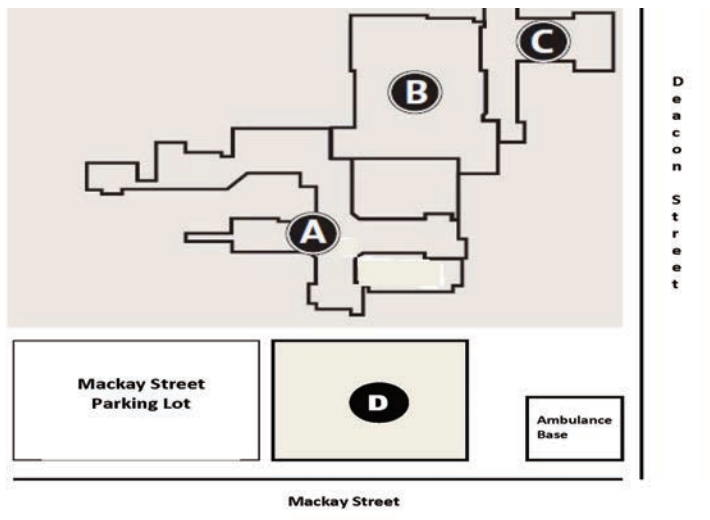 C
B
Deacon Street
A
Mackay Street
Parking Lot
D
Ambulance
Base
Mackay Street